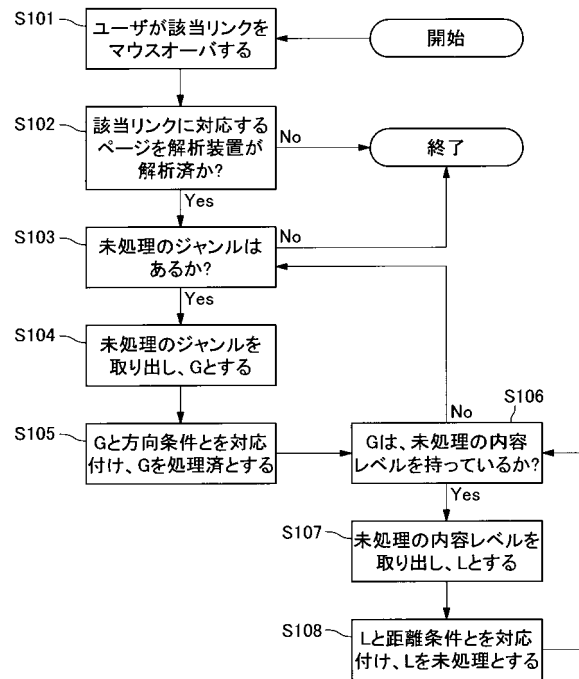 S101
ユーザが該当リンクを
マウスオーバする
開始
S102
該当リンクに対応する
ページを解析装置が
解析済か?
No
終了
Yes
S103
未処理のジャンルは
あるか?
No
Yes
S104
未処理のジャンルを
取り出し、Gとする
S105
Gと方向条件とを対応
付け、Gを処理済とする
No
S106
Gは、未処理の内容
レベルを持っているか?
Yes
S107
未処理の内容レベルを
取り出し、Lとする
S108
Lと距離条件とを対応
付け、Lを未処理とする